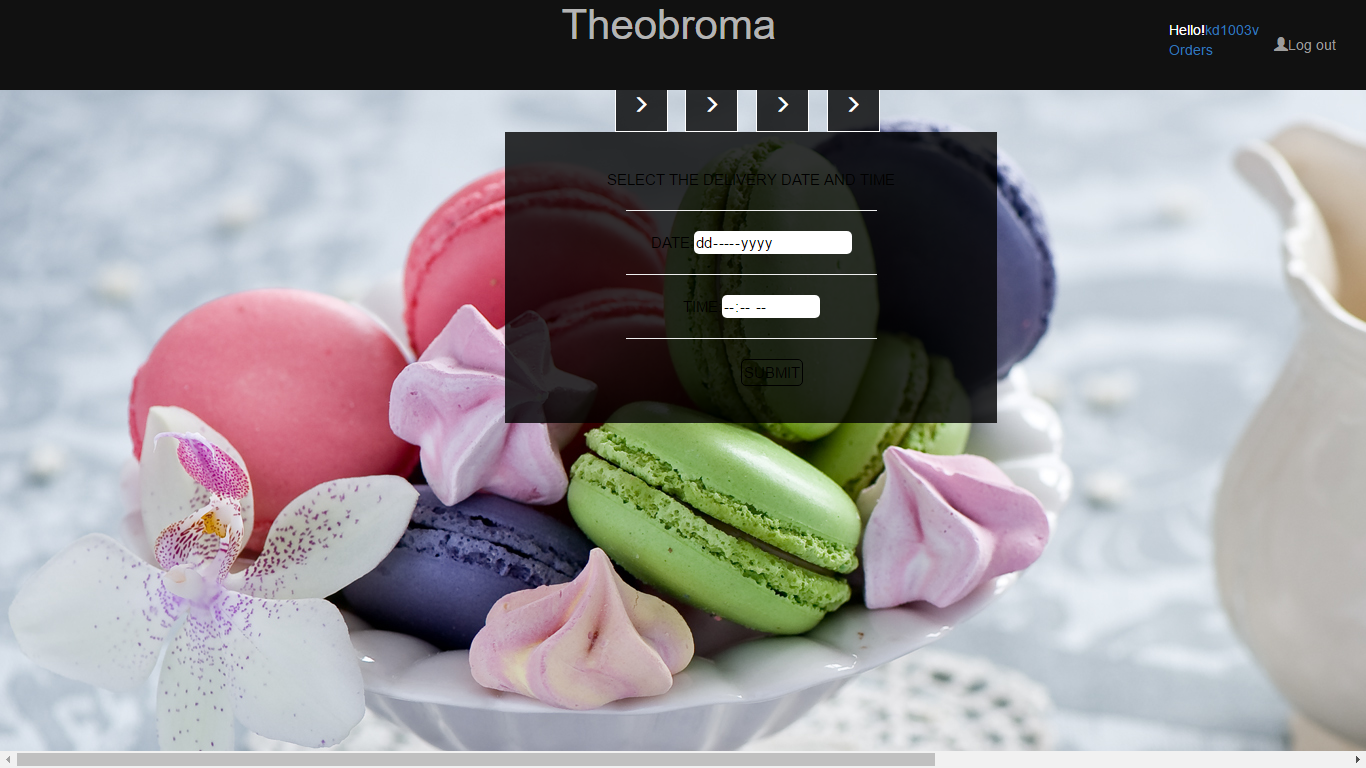 Theobroma
Hello!kd1003v
Orders
Log out
SELECT THE DELIVERY DATE AND TIME
DATE dd-----yyyy
TIME --:-- --
SUBMIT